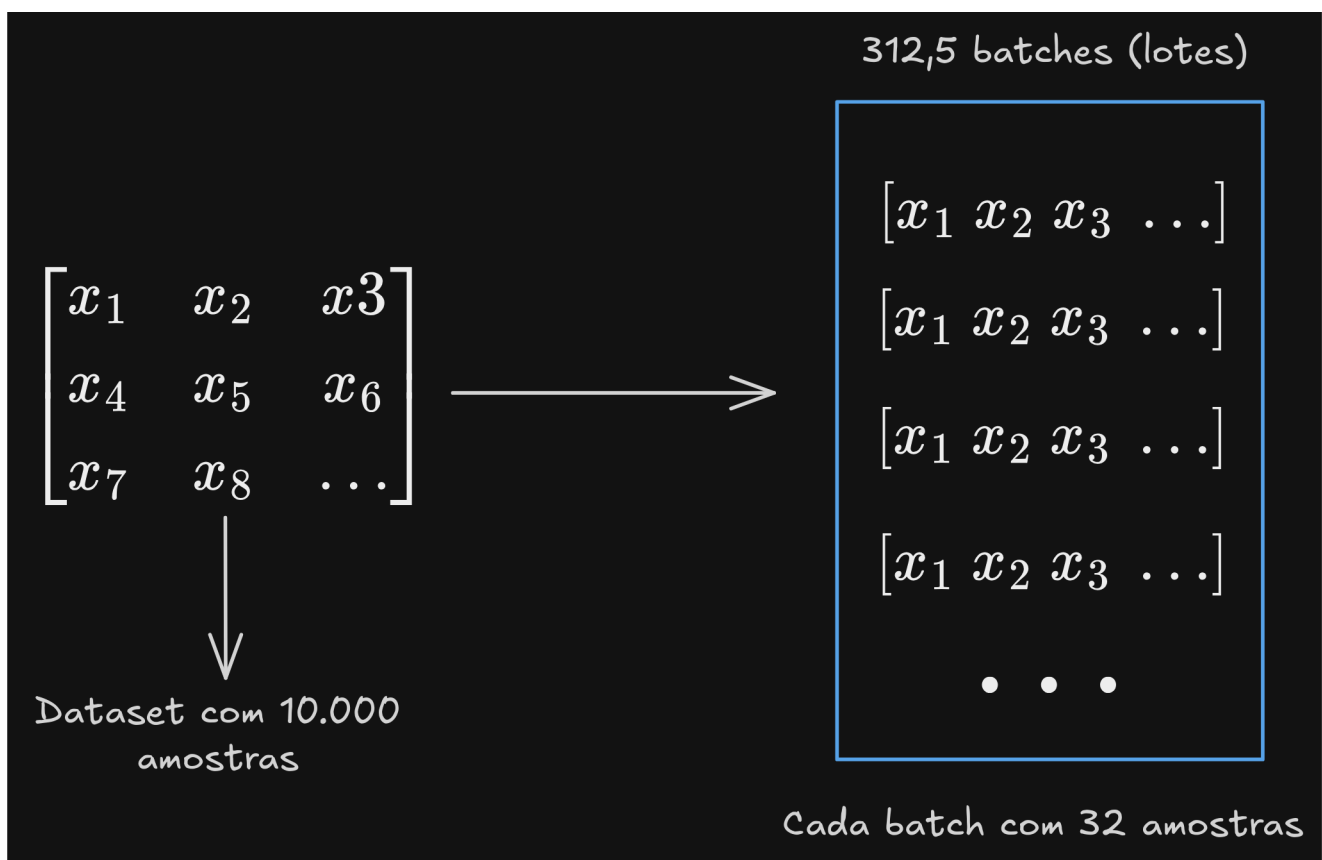 312,5 batches (lotes)
[x₁ x₂ x₃ ...]
[x₁ x₂ x₃ ...]
[x₁ x₂ x₃ ...]
[x₁ x₂ x₃ ...]
...
Cada batch com 32 amostras
x₁ x₂ x3
x₄ x₅ x₆
x₇ x₈ ...
Dataset com 10.000
amostras